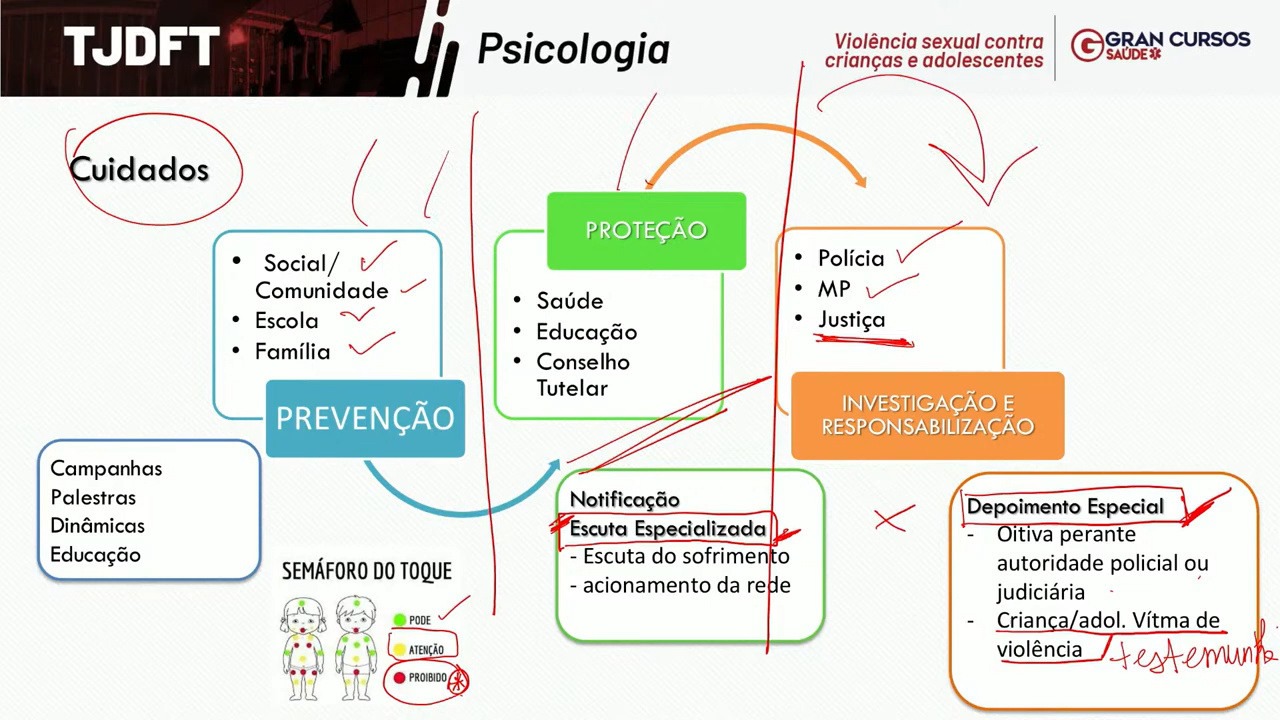 TJDFT
Psicologia
Violência sexual contra
crianças e adolescentes
GRAN CURSOS
SAÚDE
Cuidados
• Social/
Comunidade
• Escola
• Família
PREVENÇÃO
PROTEÇÃO
• Saúde
• Educação
• Conselho
Tutelar
• Polícia
• MP
• Justiça
INVESTIGAÇÃO E
RESPONSABILIZAÇÃO
Campanhas
Palestras
Dinâmicas
Educação
SEMÁFORO DO TOQUE
PODE
ATENÇÃO
PROIBIDO
Notificação
Escuta Especializada
- Escuta do sofrimento
- acionamento da rede
Depoimento Especial
- Oitiva perante
autoridade policial ou
judiciária
- Criança/adol. Vítma de
violência /testemunha